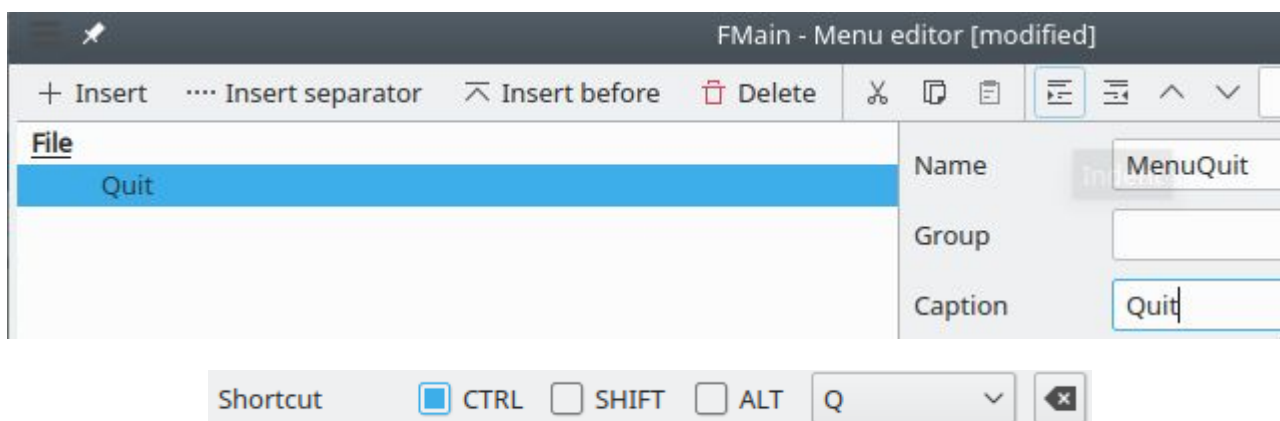 FMain - Menu editor [modified]
+ Insert ···· Insert separator Insert before Delete
File
Quit
Name MenuQuit
Indent
Group
Caption Quit
Shortcut CTRL SHIFT ALT Q